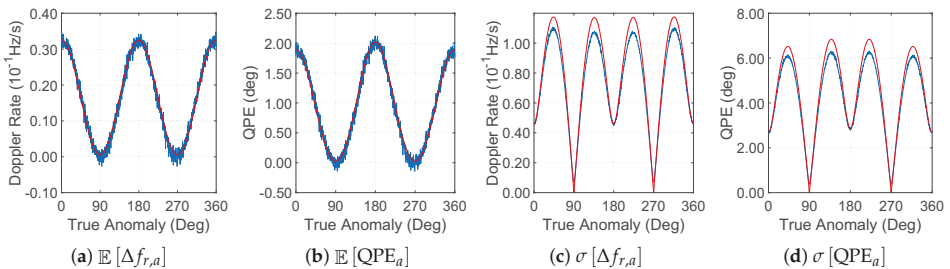 0.40
0.30
0.20
0.10
0.00
-0.10
0 90 180 270 360
Doppler Rate (10⁻¹Hz/s)
True Anomaly (Deg)
(a) 𝔼 [Δf_{r,a}]
2.50
2.00
1.50
1.00
0.50
0.00
-0.50
0 90 180 270 360
QPE (deg)
True Anomaly (Deg)
(b) 𝔼 [QPE_a]
1.00
0.80
0.60
0.40
0.20
0.00
0 90 180 270 360
Doppler Rate (10⁻¹Hz/s)
True Anomaly (Deg)
(c) σ [Δf_{r,a}]
8.00
6.00
4.00
2.00
0.00
0 90 180 270 360
QPE (deg)
True Anomaly (Deg)
(d) σ [QPE_a]